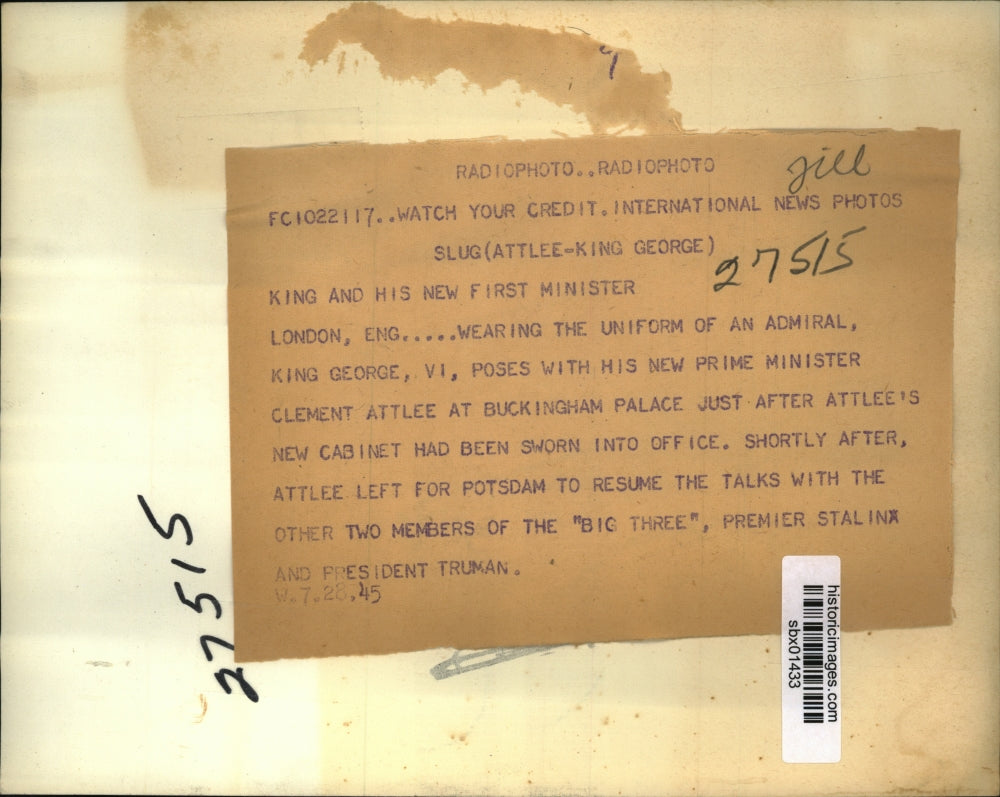 RADIOPHOTO..RADIOPHOTO
FC1022117..WATCH YOUR CREDIT.INTERNATIONAL NEWS PHOTOS
SLUG(ATTLEE-KING GEORGE)
27515
KING AND HIS NEW FIRST MINISTER
LONDON, ENG.....WEARING THE UNIFORM OF AN ADMIRAL,
KING GEORGE, VI, POSES WITH HIS NEW PRIME MINISTER
CLEMENT ATTLEE AT BUCKINGHAM PALACE JUST AFTER ATTLEE'S
NEW CABINET HAD BEEN SWORN INTO OFFICE. SHORTLY AFTER,
ATTLEE LEFT FOR POTSDAM TO RESUME THE TALKS WITH THE
OTHER TWO MEMBERS OF THE "BIG THREE", PREMIER STALINX
AND PRESIDENT TRUMAN.
W.7.28.45
27515
historicimages.com
sbx01433